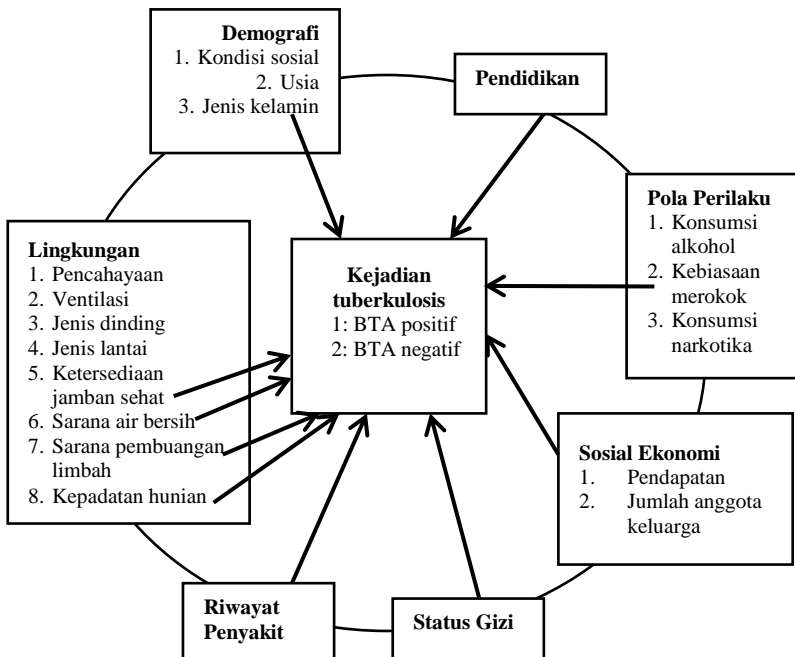 Demografi
1. Kondisi sosial
2. Usia
3. Jenis kelamin
Pendidikan
Pola Perilaku
1. Konsumsi
alkohol
2. Kebiasaan
merokok
3. Konsumsi
narkotika
Lingkungan
1. Pencahayaan
2. Ventilasi
3. Jenis dinding
4. Jenis lantai
5. Ketersediaan
jamban sehat
6. Sarana air bersih
7. Sarana pembuangan
limbah
8. Kepadatan hunian
Kejadian
tuberkulosis
1: BTA positif
2: BTA negatif
Sosial Ekonomi
1. Pendapatan
2. Jumlah anggota
keluarga
Riwayat
Penyakit
Status Gizi